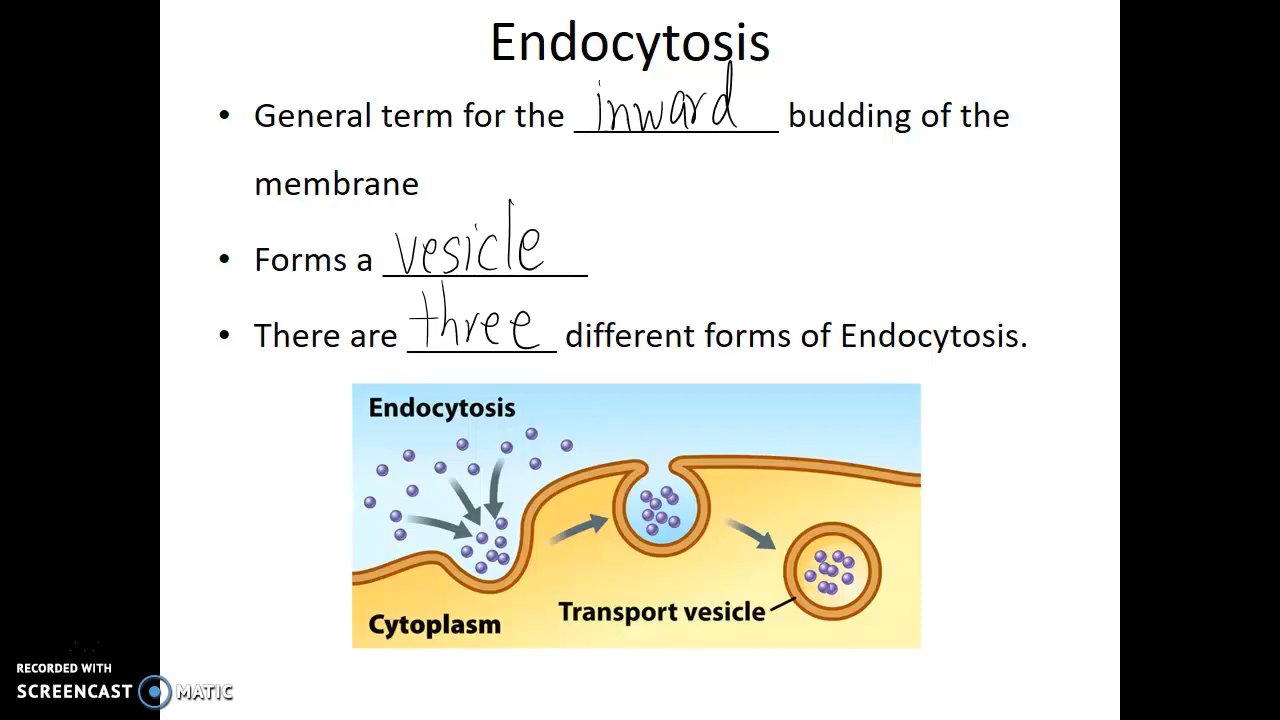 Endocytosis
• General term for the inward budding of the
membrane
• Forms a vesicle
• There are three different forms of Endocytosis.
Endocytosis
Transport vesicle
Cytoplasm
RECORDED WITH
SCREENCAST MATIC